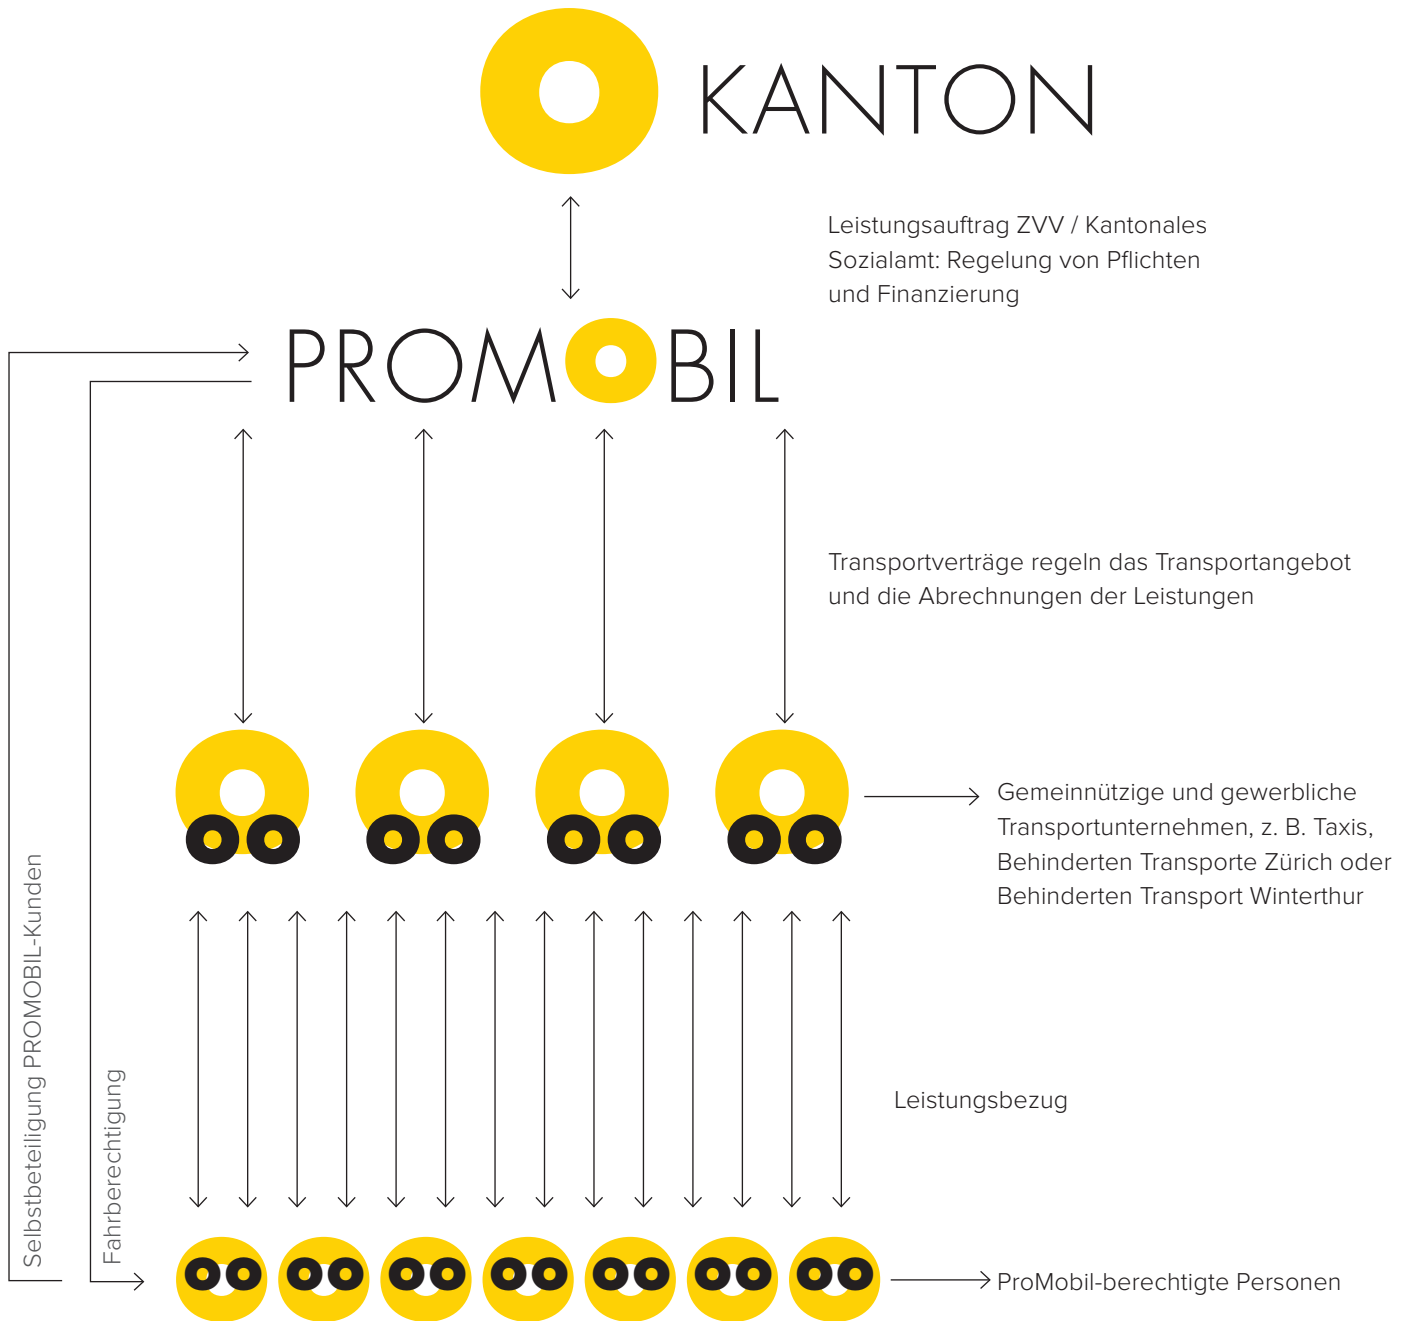 KANTON
Leistungsauftrag ZVV / Kantonales
Sozialamt: Regelung von Pflichten
und Finanzierung
PROMOBIL
Transportverträge regeln das Transportangebot
und die Abrechnungen der Leistungen
Gemeinnützige und gewerbliche
Transportunternehmen, z. B. Taxis,
Behinderten Transporte Zürich oder
Behinderten Transport Winterthur
Selbstbeteiligung PROMOBIL-Kunden
Fahrberechtigung
Leistungsbezug
ProMobil-berechtigte Personen